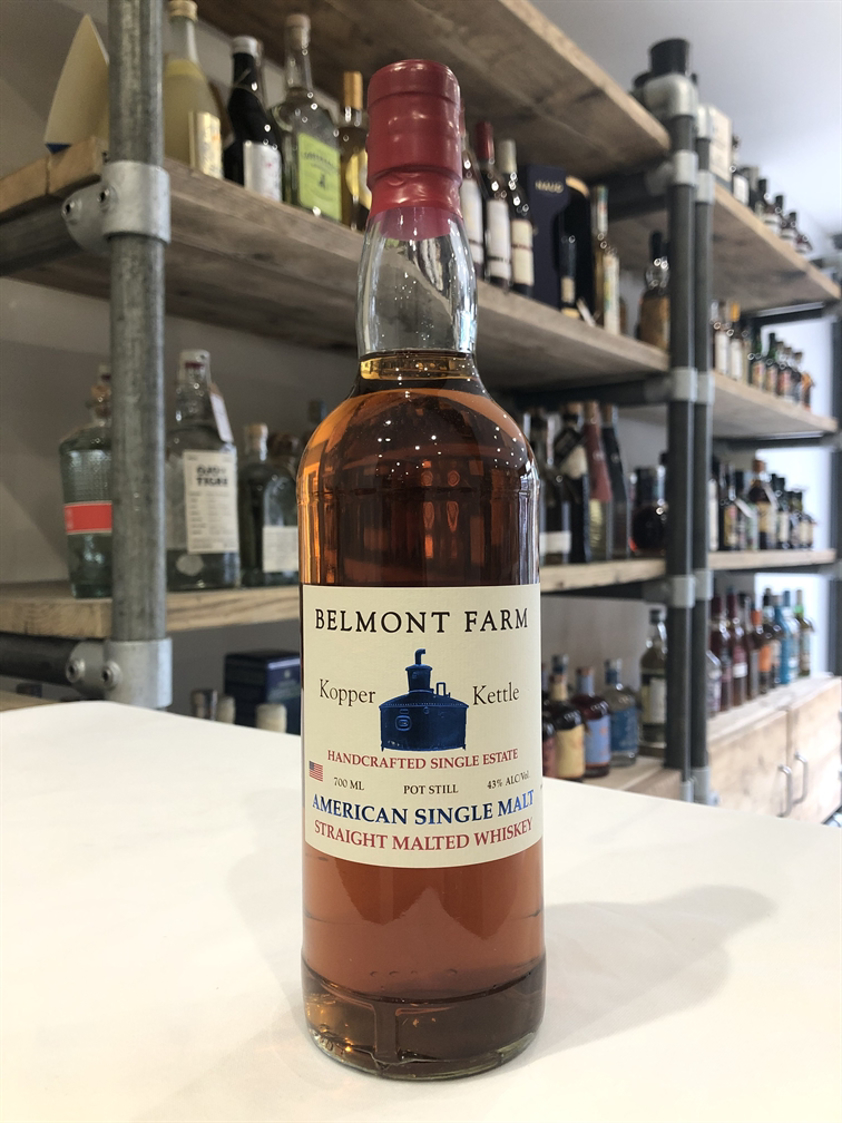 BELMONT FARM
Kopper Kettle
HANDCRAFTED SINGLE ESTATE
700 ML POT STILL 43% ALC/Vol.
AMERICAN SINGLE MALT
STRAIGHT MALTED WHISKEY